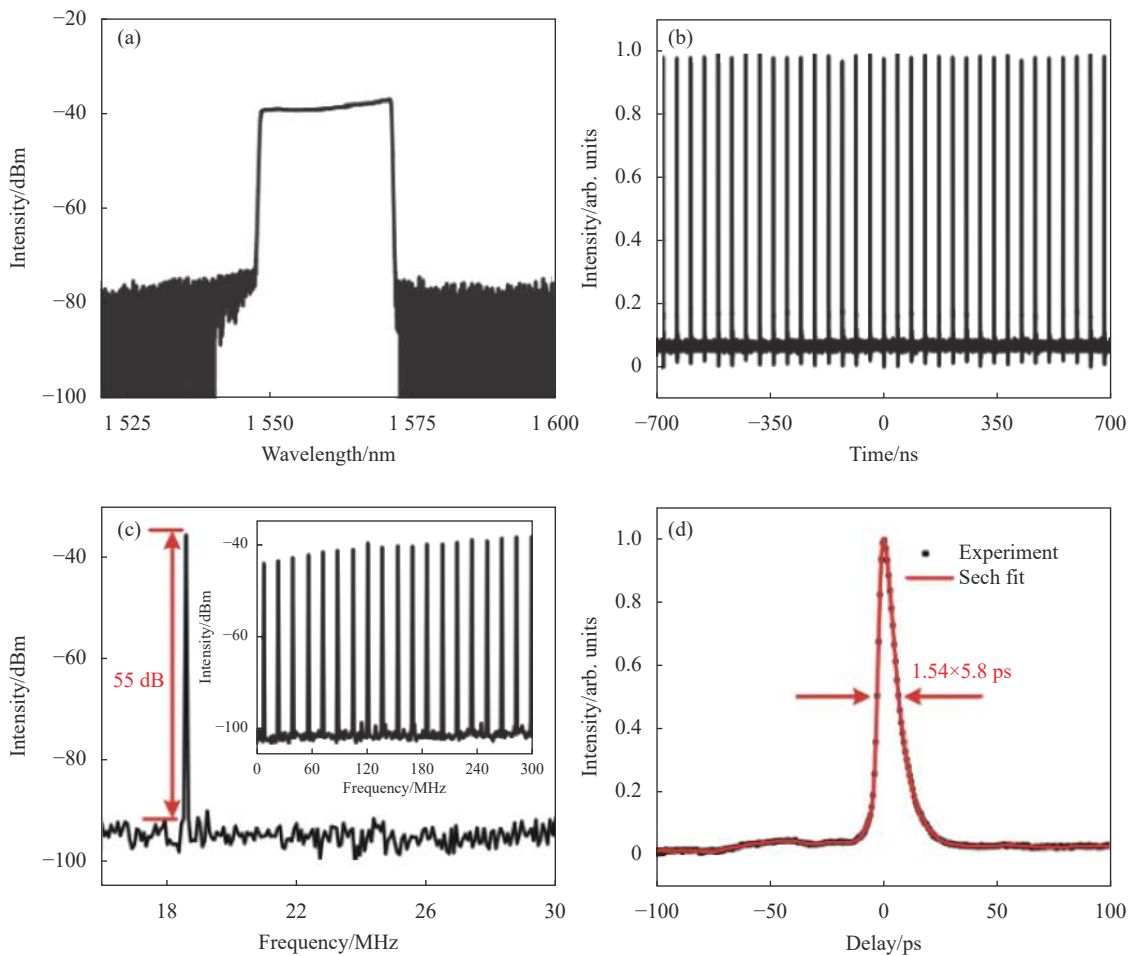 (a)
−20
−40
−60
−80
−100
Intensity/dBm
1 525
1 550
1 575
1 600
Wavelength/nm
(b)
1.0
0.8
0.6
0.4
0.2
0
Intensity/arb. units
−700
−350
0
350
700
Time/ns
(c)
−40
−60
−80
−100
Intensity/dBm
55 dB
18
22
26
30
Frequency/MHz
−40
−60
−100
Intensity/dBm
0
60
120
180
240
300
Frequency/MHz
(d)
1.0
0.8
0.6
0.4
0.2
0
Intensity/arb. units
Experiment
Sech fit
1.54×5.8 ps
−100
−50
0
50
100
Delay/ps